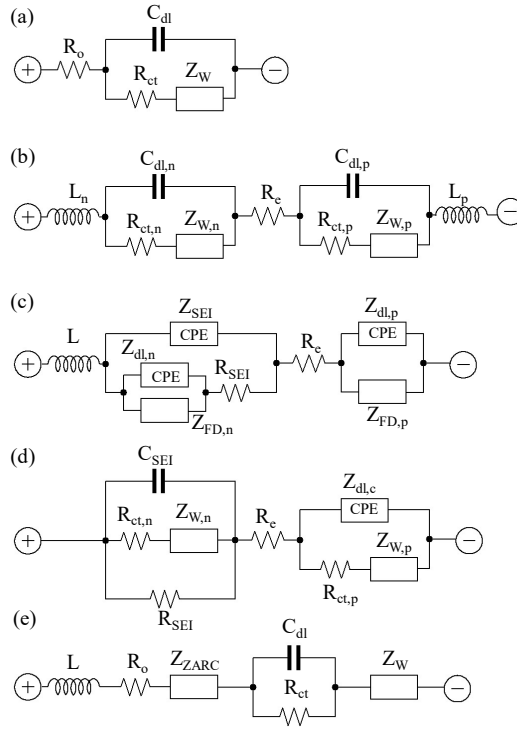 (a)
C_dl
R_o
R_ct Z_W
+ −
(b)
C_dl,n C_dl,p
L_n R_e L_p
R_ct,n Z_W,n R_ct,p Z_W,p
+ −
(c)
Z_SEI Z_dl,p
L CPE R_e CPE
Z_dl,n R_SEI
CPE
+ −
Z_FD,n Z_FD,p
(d)
C_SEI Z_dl,c
R_ct,n Z_W,n R_e CPE
Z_W,p
+ −
R_SEI R_ct,p
(e)
C_dl
L R_o Z_ZARC Z_W
R_ct
+ −